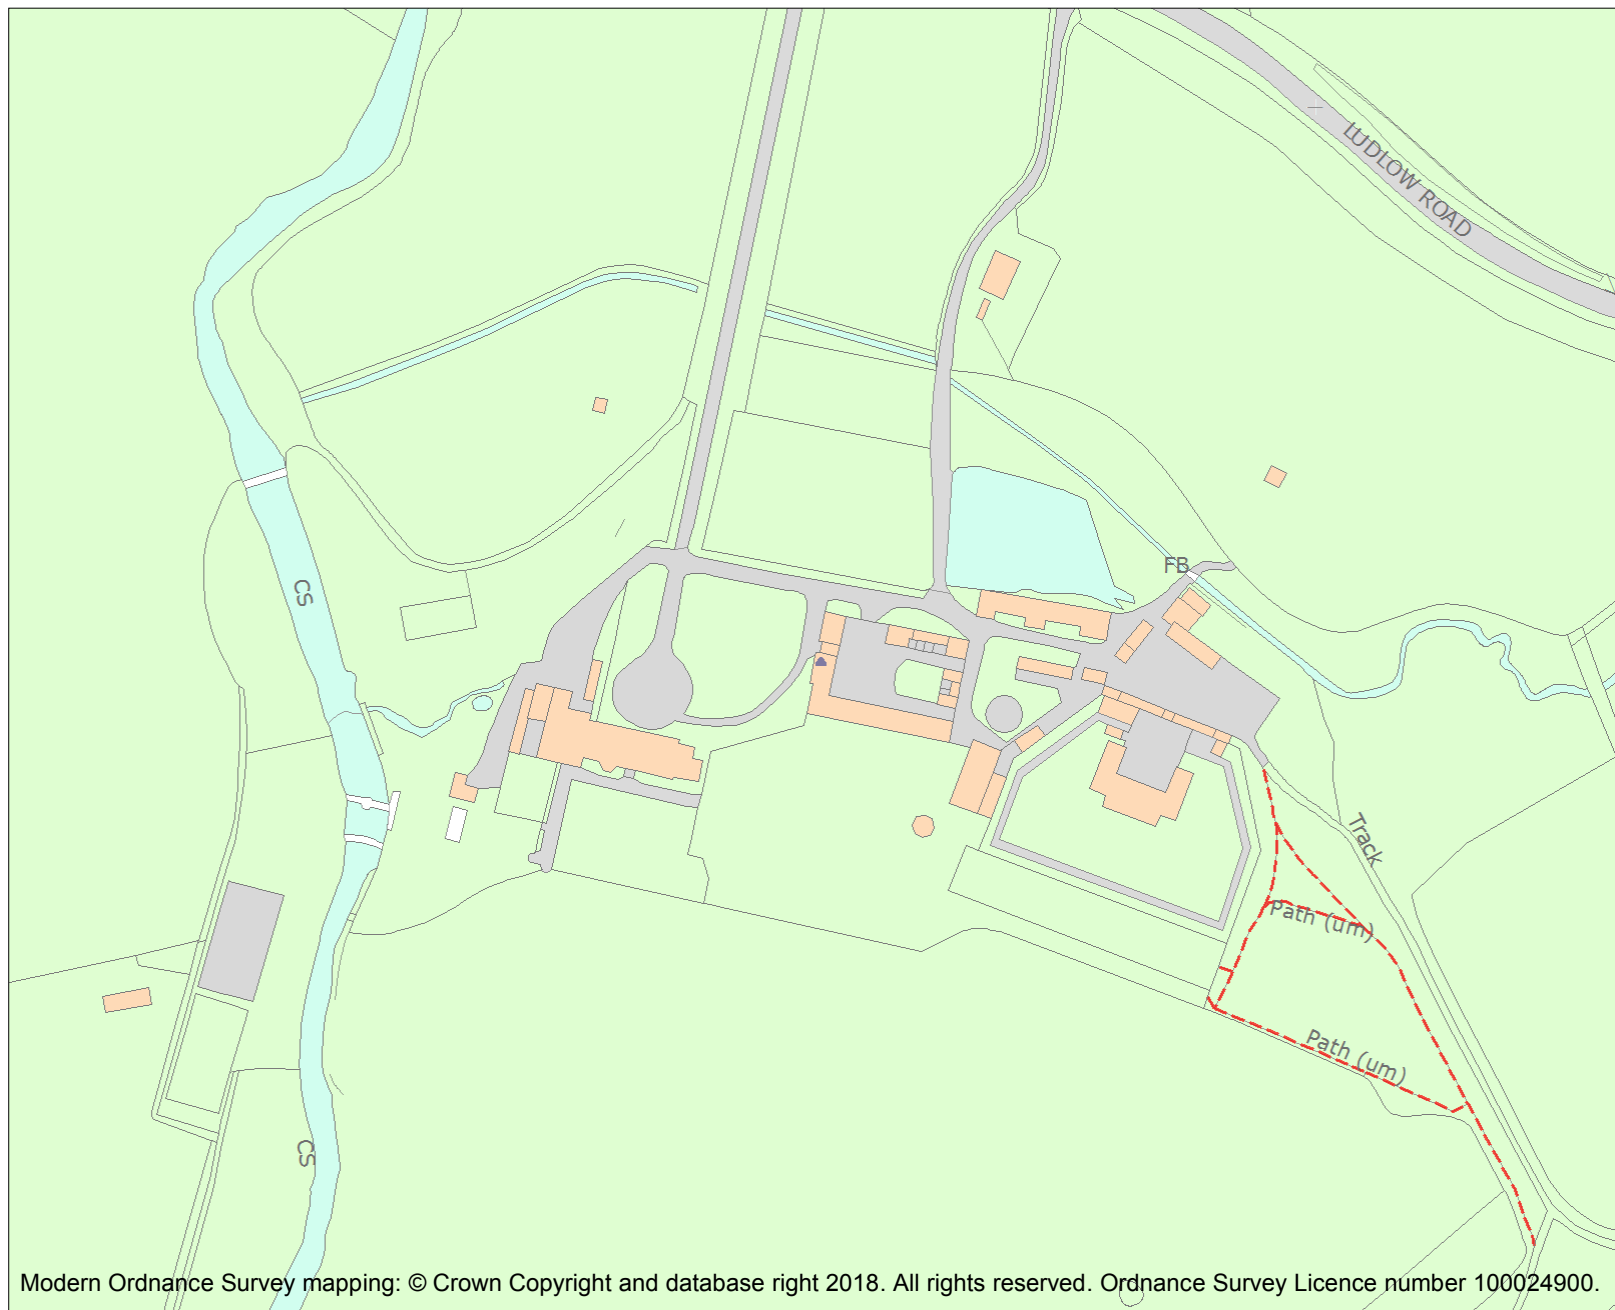 LUDLOW ROAD
FB
CS
Track
Path (um)
Path (um)
CS
Modern Ordnance Survey mapping: © Crown Copyright and database right 2018. All rights reserved. Ordnance Survey Licence number 100024900.